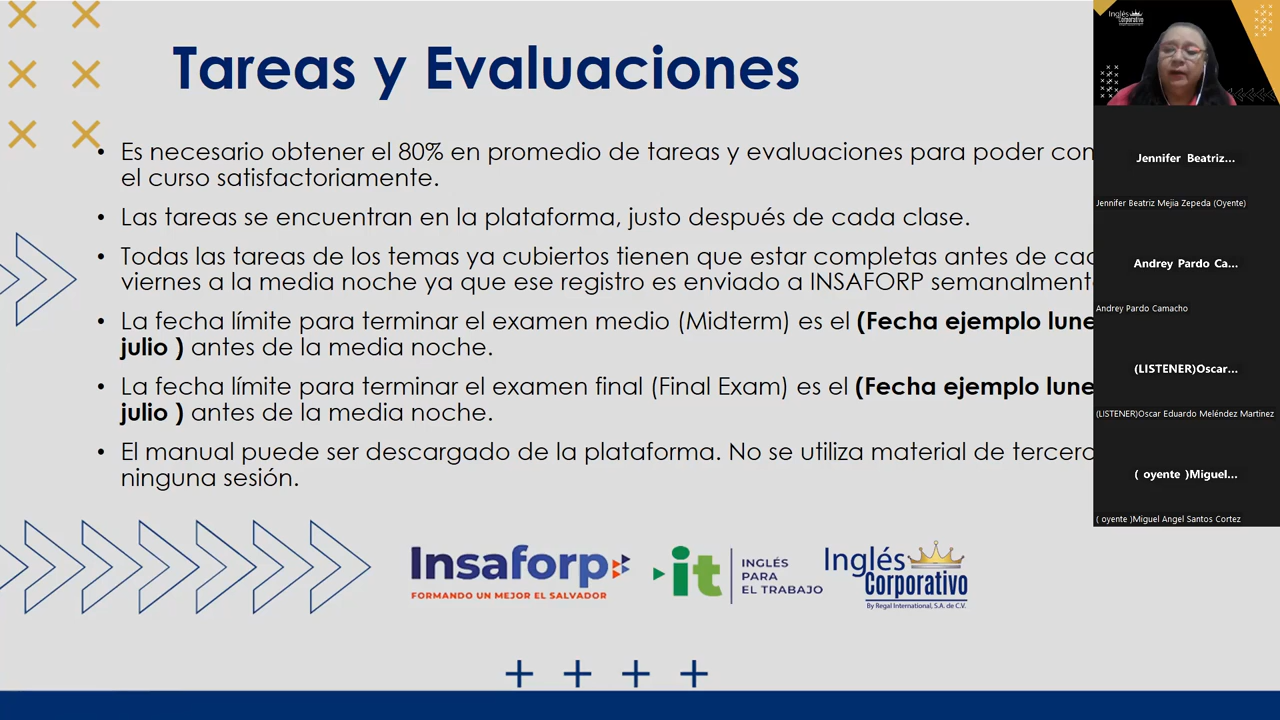 Tareas y Evaluaciones
• Es necesario obtener el 80% en promedio de tareas y evaluaciones para poder
el curso satisfactoriamente.
• Las tareas se encuentran en la plataforma, justo después de cada clase.
• Todas las tareas de los temas ya cubiertos tienen que estar completas antes de
viernes a la media noche ya que ese registro es enviado a INSAFORP
• La fecha límite para terminar el examen medio (Midterm) es el (Fecha ejemplo
julio ) antes de la media noche.
• La fecha límite para terminar el examen final (Final Exam) es el (Fecha ejemplo
julio ) antes de la media noche.
• El manual puede ser descargado de la plataforma. No se utiliza material de
ninguna sesión.
Insaforp
FORMANDO UN MEJOR EL SALVADOR
it
INGLÉS
PARA
EL TRABAJO
Inglés
Corporativo
By Regal International, S.A. de C.V.
Inglés
Corporativo
Jennifer Beatriz...
Jennifer Beatriz Mejia Zepeda (Oyente)
Andrey Pardo Ca...
Andrey Pardo Camacho
(LISTENER)Oscar...
(LISTENER)Oscar Eduardo Meléndez Martínez
( oyente )Miguel...
( oyente )Miguel Angel Santos Cortez